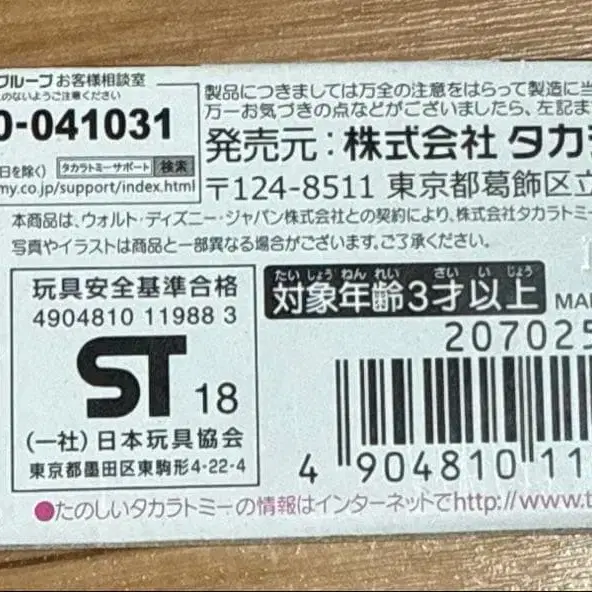 グループ お客様相談室
のないようご注意ください
0-041031
日を除く) タカラトミーサポート 検索
my.co.jp/support/index.html
製品につきましては万全の注意をはらって製造に当
万一お気づきの点などがございましたら、左記ま
発売元:株式会社 タカラ
〒124-8511 東京都葛飾区立
本商品は、ウォルト・ディズニー・ジャパン株式会社との契約により、株式会社タカラトミー
写真やイラストは商品と一部異なる場合がございます。ご了承ください。
玩具安全基準合格
4904810 11988 3
ST 18
(一社)日本玩具協会
東京都墨田区東駒形4-22-4
たいしょうねんれい さい い じょう
対象年齢3才以上
MA
207025
4 904810 11
●たのしいタカラトミーの情報はインターネットでhttp://www.t